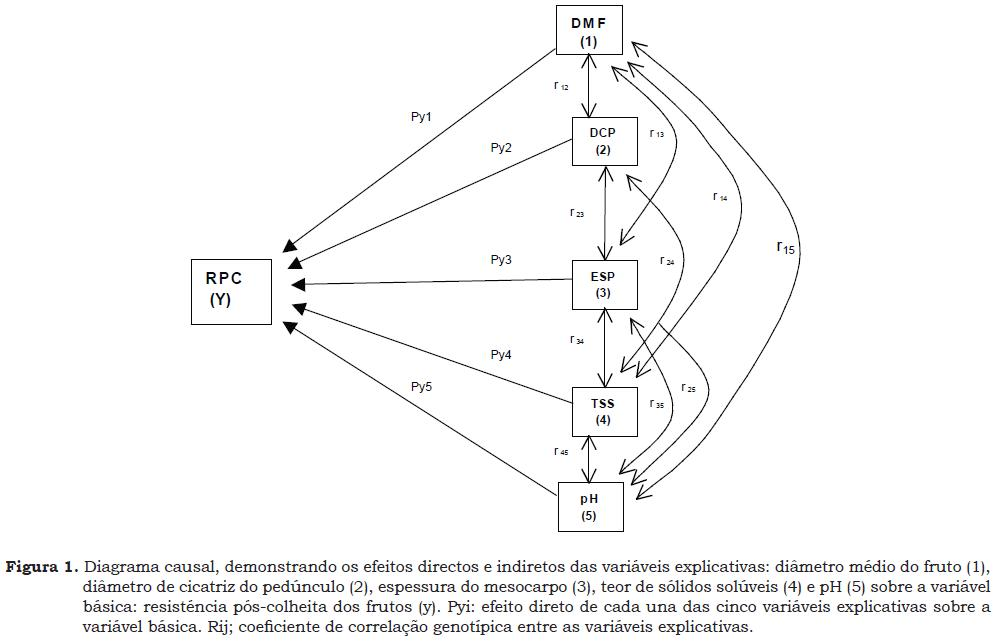 DMF
(1)
r 12
Py1
DCP
(2)
r 13
Py2
r 14
r 23
r 15
Py3
ESP
(3)
r 24
RPC
(Y)
r 34
Py4
r 25
Py5
TSS
(4)
r 35
r 45
pH
(5)
Figura 1. Diagrama causal, demonstrando os efeitos directos e indiretos das variáveis explicativas: diâmetro médio do fruto (1),
diâmetro de cicatriz do pedúnculo (2), espessura do mesocarpo (3), teor de sólidos solúveis (4) e pH (5) sobre a variável
básica: resisténcia pós-colheita dos frutos (y). Pyi: efeito direto de cada una das cinco variáveis explicativas sobre a
variável básica. Rij; coeficiente de correlação genotípica entre as variáveis explicativas.